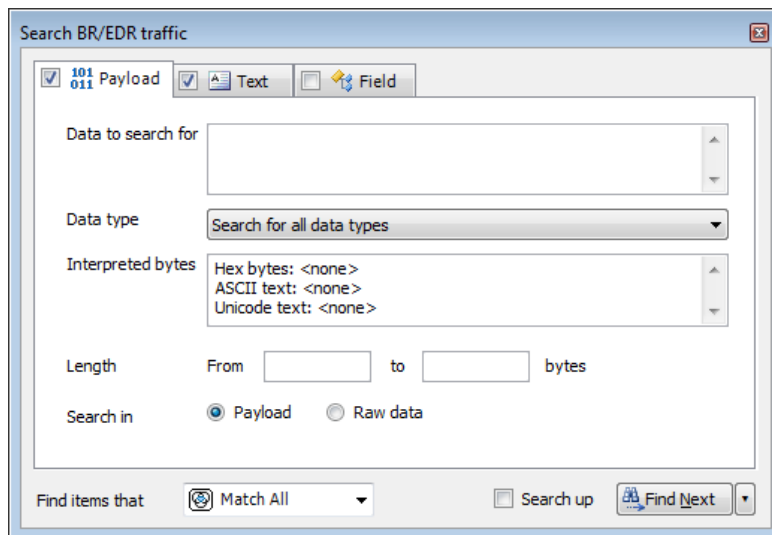 Search BR/EDR traffic
101 011 Payload Text Field
Data to search for
Data type Search for all data types
Interpreted bytes Hex bytes: <none>
ASCII text: <none>
Unicode text: <none>
Length From to bytes
Search in Payload Raw data
Find items that Match All Search up Find Next